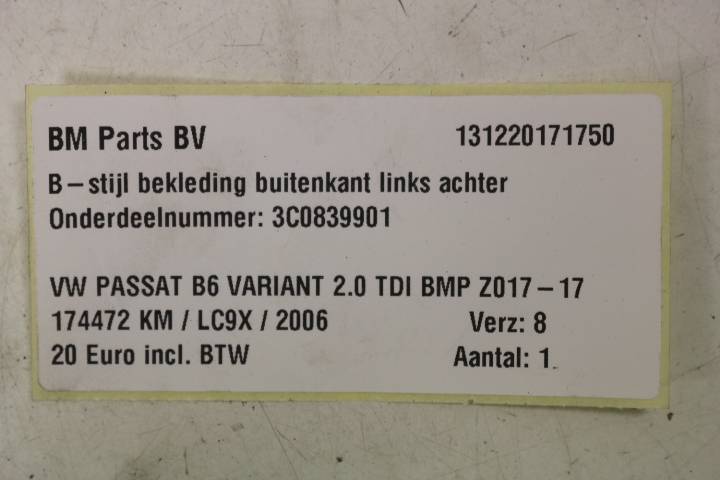 BM Parts BV 131220171750
B-stijl bekleding buitenkant links achter
Onderdeelnummer: 3C0839901
VW PASSAT B6 VARIANT 2.0 TDI BMP Z017-17
174472 KM / LC9X / 2006 Verz: 8
20 Euro incl. BTW Aantal: 1